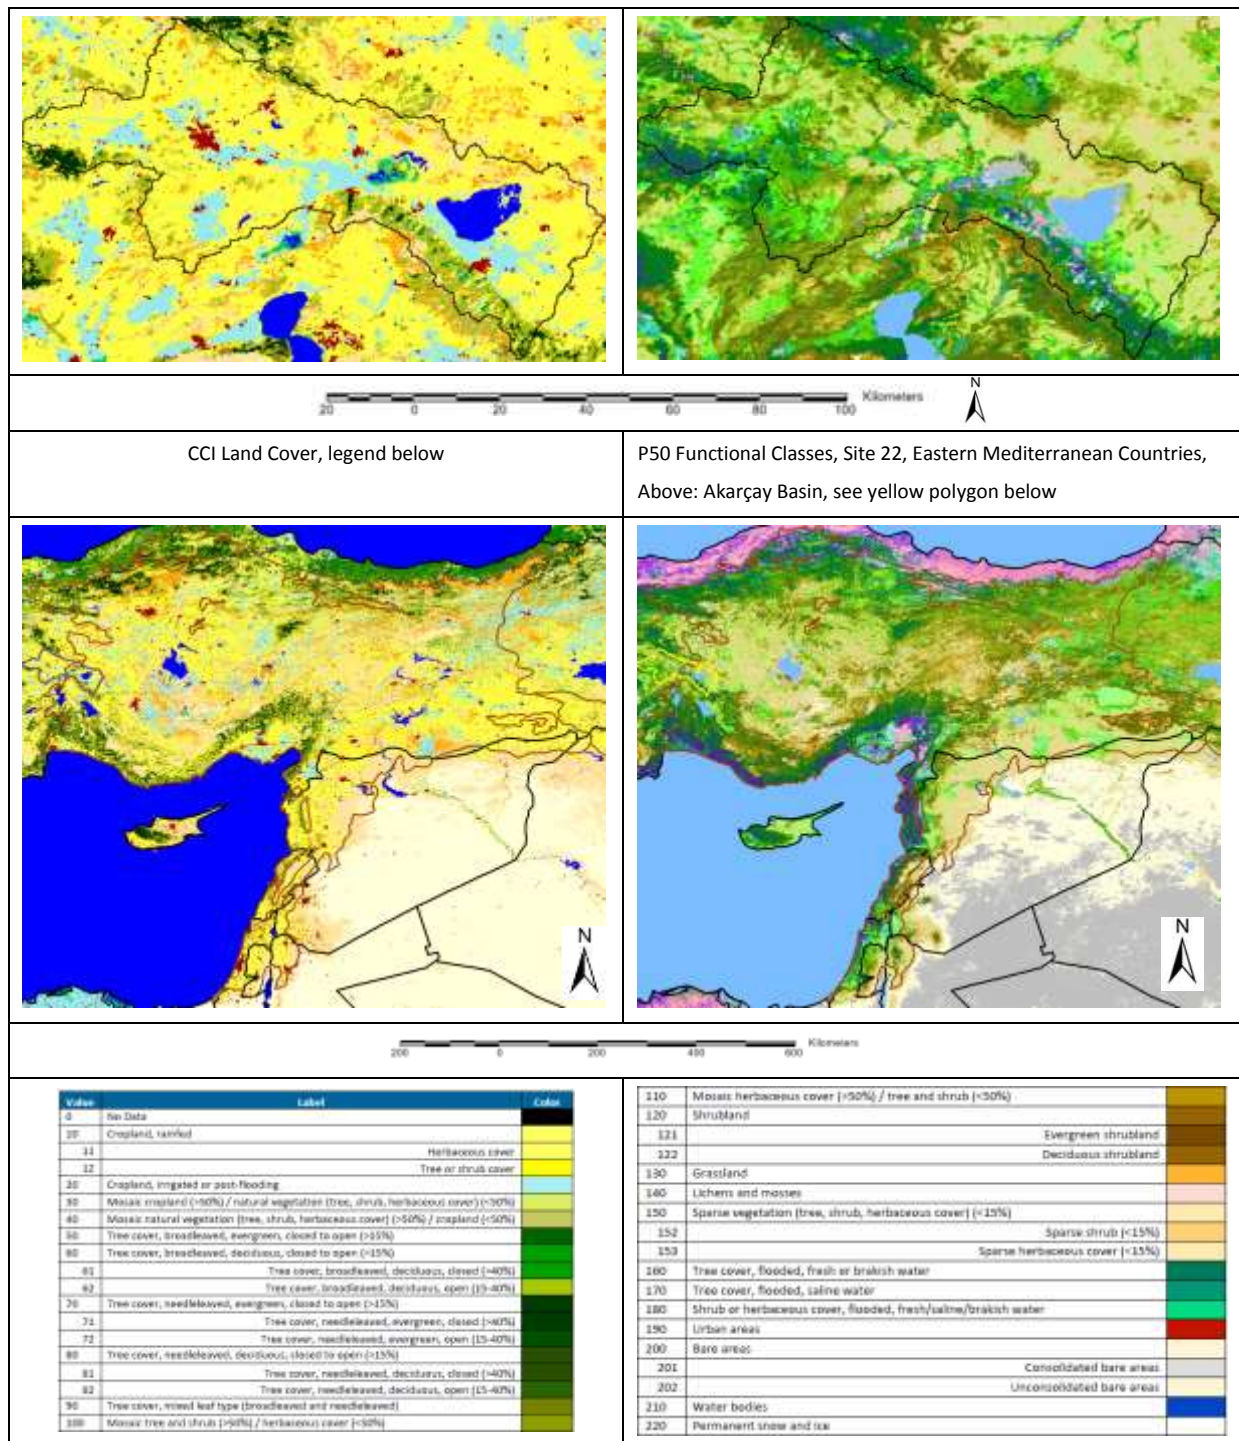 N
Kilometers
20 0 20 40 60 80 100
CCI Land Cover, legend below
P50 Functional Classes, Site 22, Eastern Mediterranean Countries,
Above: Akarçay Basin, see yellow polygon below
N
N
Kilometers
200 0 200 400 600
Value Label Color
0 No Data
10 Cropland, rainfed
11 Herbaceous cover
12 Tree or shrub cover
20 Cropland, irrigated or post-flooding
30 Mosaic cropland (>50%) / natural vegetation (tree, shrub, herbaceous cover) (<50%)
40 Mosaic natural vegetation (tree, shrub, herbaceous cover) (>50%) / cropland (<50%)
50 Tree cover, broadleaved, evergreen, closed to open (>15%)
60 Tree cover, broadleaved, deciduous, closed to open (>15%)
61 Tree cover, broadleaved, deciduous, closed (>40%)
62 Tree cover, broadleaved, deciduous, open (15-40%)
70 Tree cover, needleleaved, evergreen, closed to open (>15%)
71 Tree cover, needleleaved, evergreen, closed (>40%)
72 Tree cover, needleleaved, evergreen, open (15-40%)
80 Tree cover, needleleaved, deciduous, closed to open (>15%)
81 Tree cover, needleleaved, deciduous, closed (>40%)
82 Tree cover, needleleaved, deciduous, open (15-40%)
90 Tree cover, mixed leaf type (broadleaved and needleleaved)
100 Mosaic tree and shrub (>50%) / herbaceous cover (<50%)
110 Mosaic herbaceous cover (>50%) / tree and shrub (<50%)
120 Shrubland
121 Evergreen shrubland
122 Deciduous shrubland
130 Grassland
140 Lichens and mosses
150 Sparse vegetation (tree, shrub, herbaceous cover) (<15%)
152 Sparse shrub (<15%)
153 Sparse herbaceous cover (<15%)
160 Tree cover, flooded, fresh or brakish water
170 Tree cover, flooded, saline water
180 Shrub or herbaceous cover, flooded, fresh/saline/brakish water
190 Urban areas
200 Bare areas
201 Consolidated bare areas
202 Unconsolidated bare areas
210 Water bodies
220 Permanent snow and ice